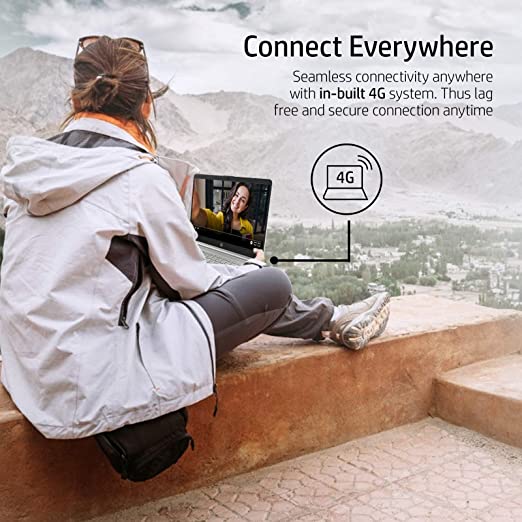 Connect Everywhere
Seamless connectivity anywhere
with in-built 4G system. Thus lag
free and secure connection anytime
4G